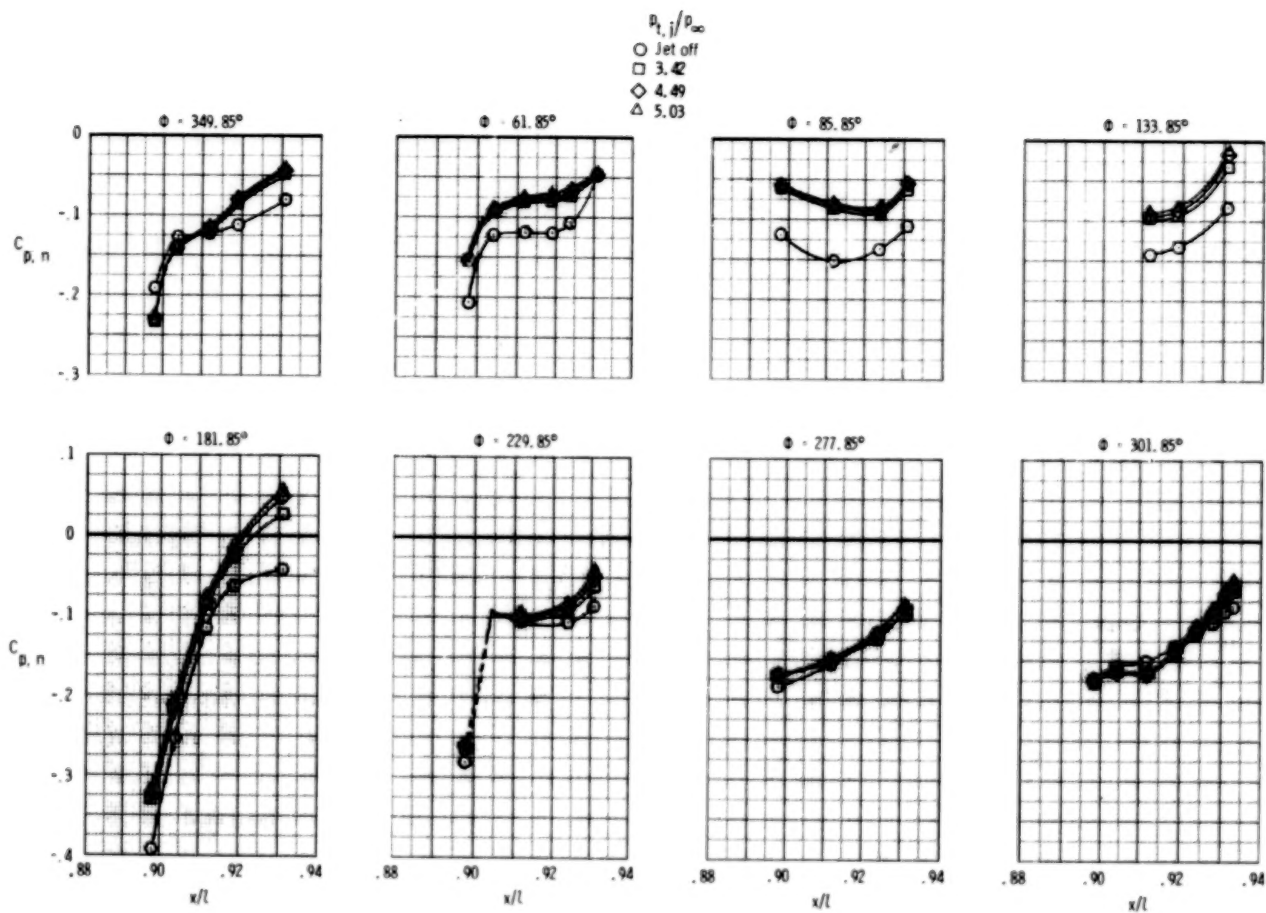 p_t,j/p_∞
Jet off
3.42
4.49
5.03
Φ - 349.85°
Φ - 61.85°
Φ - 85.85°
Φ - 133.85°
0
-.1
C_p,n
-.2
-.3
Φ - 181.85°
Φ - 229.85°
Φ - 277.85°
Φ - 301.85°
.1
0
-.1
C_p,n
-.2
-.3
-.4
.88 .90 .92 .94 .88 .90 .92 .94 .88 .90 .92 .94 .88 .90 .92 .94
x/l x/l x/l x/l